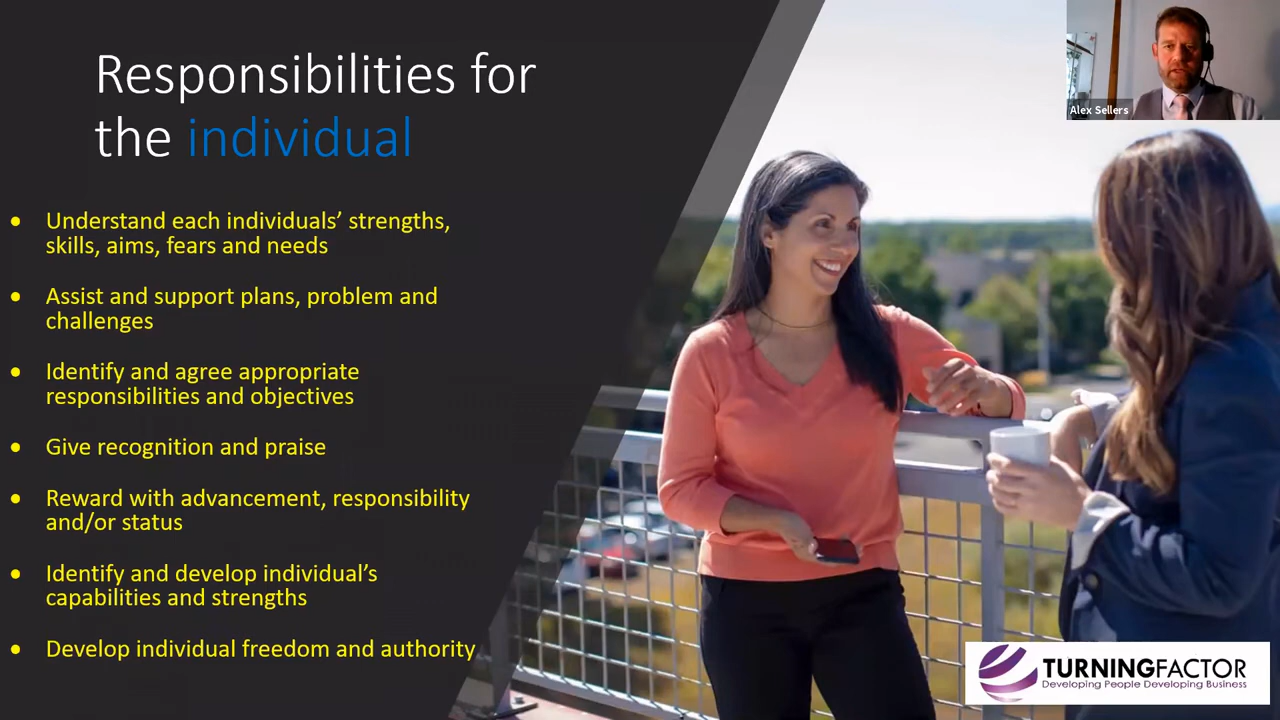 Responsibilities for
the individual
• Understand each individuals’ strengths,
skills, aims, fears and needs
• Assist and support plans, problem and
challenges
• Identify and agree appropriate
responsibilities and objectives
• Give recognition and praise
• Reward with advancement, responsibility
and/or status
• Identify and develop individual’s
capabilities and strengths
• Develop individual freedom and authority
Alex Sellers
TURNINGFACTOR
Developing People Developing Business